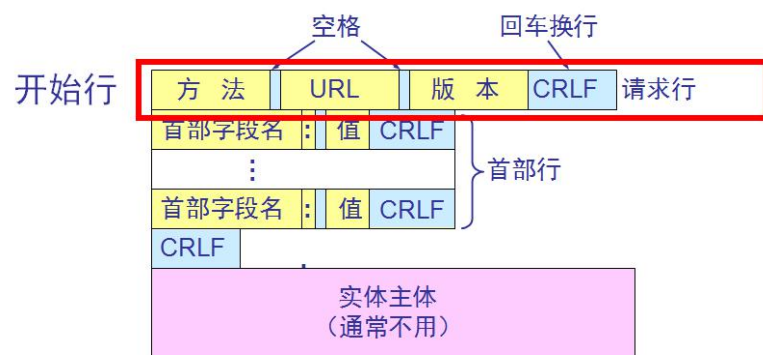 空格 回车换行
开始行 方 法 URL 版 本 CRLF 请求行
首部字段名 : 值 CRLF
⋮ 首部行
首部字段名 : 值 CRLF
CRLF
实体主体
（通常不用）